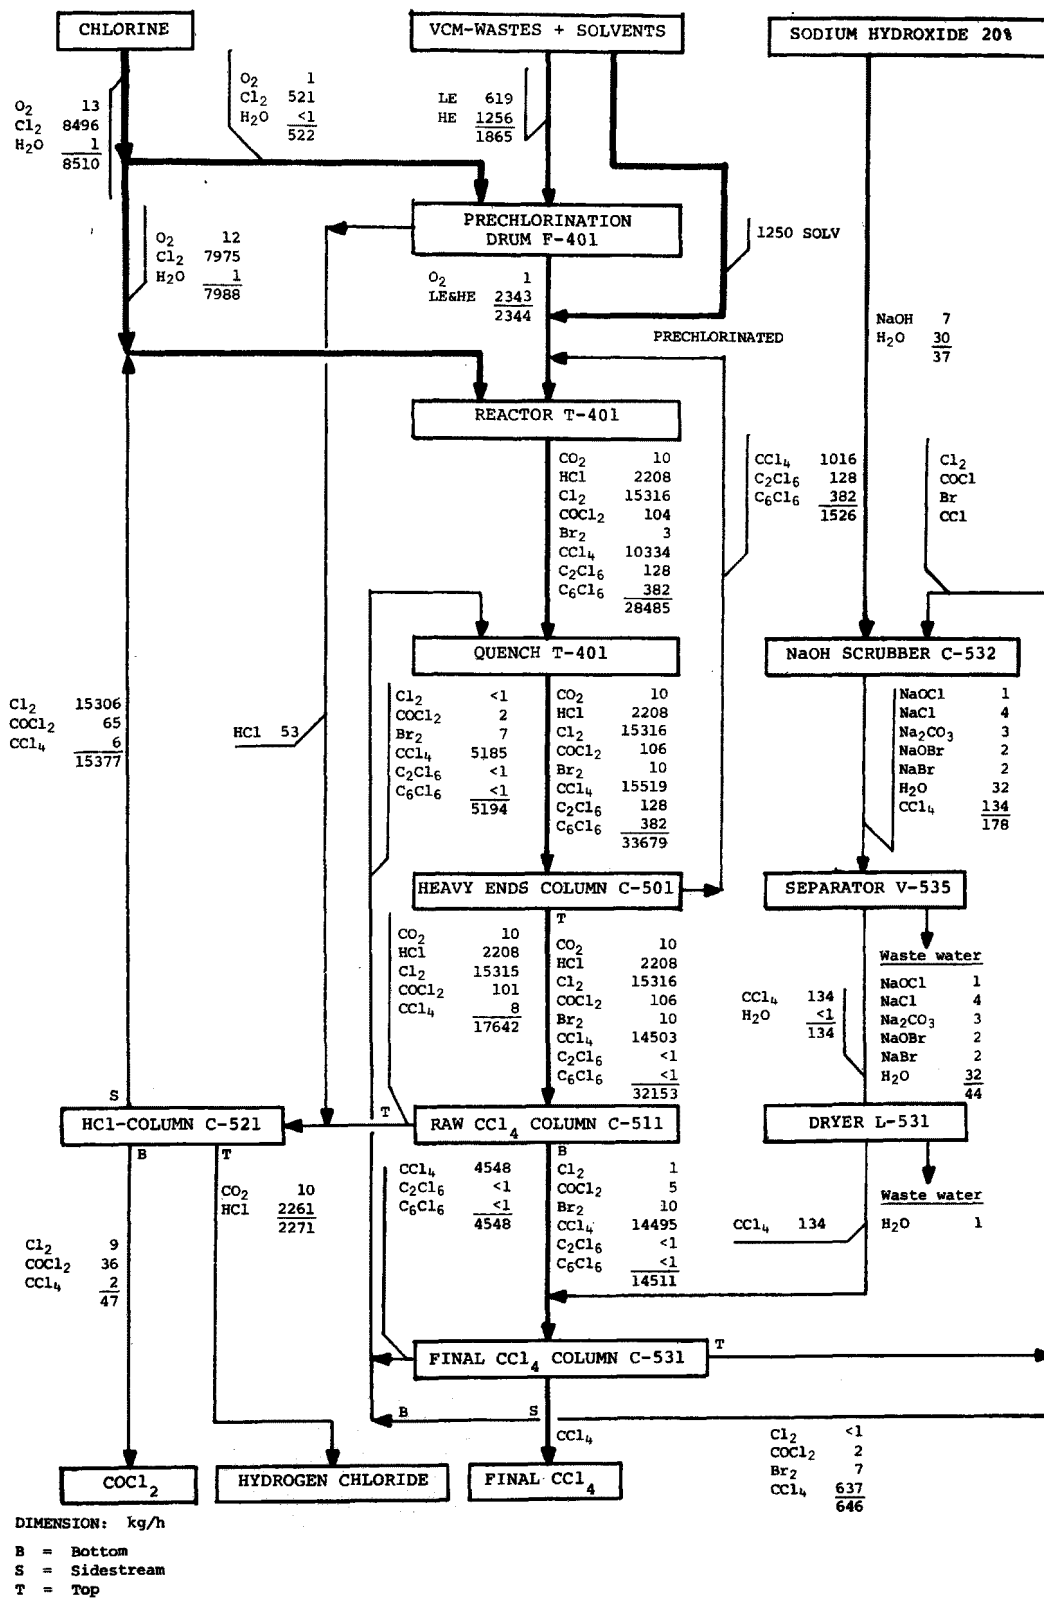 CHLORINE
VCM-WASTES + SOLVENTS
SODIUM HYDROXIDE 20%
O2 13
Cl2 8496
H2O 1
8510
O2 1
Cl2 521
H2O <1
522
LE 619
HE 1256
1865
PRECHLORINATION
DRUM F-401
1250 SOLV
O2 12
Cl2 7975
H2O 1
7988
O2 1
LE&HE 2343
2344
PRECHLORINATED
NaOH 7
H2O 30
37
REACTOR T-401
CO2 10
HCl 2208
Cl2 15316
COCl2 104
Br2 3
CCl4 10334
C2Cl6 128
C6Cl6 382
28485
CCl4 1016
C2Cl6 128
C6Cl6 382
1526
Cl2
COCl
Br
CCl
QUENCH T-401
NaOH SCRUBBER C-532
Cl2 15306
COCl2 65
CCl4 6
15377
HCl 53
Cl2 <1
COCl2 2
Br2 7
CCl4 5185
C2Cl6 <1
C6Cl6 <1
5194
CO2 10
HCl 2208
Cl2 15316
COCl2 106
Br2 10
CCl4 15519
C2Cl6 128
C6Cl6 382
33679
NaOCl 1
NaCl 4
Na2CO3 3
NaOBr 2
NaBr 2
H2O 32
CCl4 134
178
HEAVY ENDS COLUMN C-501
T
SEPARATOR V-535
CO2 10
HCl 2208
Cl2 15315
COCl2 101
CCl4 8
17642
CO2 10
HCl 2208
Cl2 15316
COCl2 106
Br2 10
CCl4 14503
C2Cl6 <1
C6Cl6 <1
32153
CCl4 134
H2O <1
134
Waste water
NaOCl 1
NaCl 4
Na2CO3 3
NaOBr 2
NaBr 2
H2O 32
44
S
HCl-COLUMN C-521
B T
T
RAW CCl4 COLUMN C-511
B
DRYER L-531
CO2 10
HCl 2261
2271
CCl4 4548
C2Cl6 <1
C6Cl6 <1
4548
Cl2 1
COCl2 5
Br2 10
CCl4 14495
C2Cl6 <1
C6Cl6 <1
14511
CCl4 134
Waste water
H2O 1
Cl2 9
COCl2 36
CCl4 2
47
FINAL CCl4 COLUMN C-531
T
B S
CCl4
Cl2 <1
COCl2 2
Br2 7
CCl4 637
646
COCl2
HYDROGEN CHLORIDE
FINAL CCl4
DIMENSION: kg/h
B = Bottom
S = Sidestream
T = Top